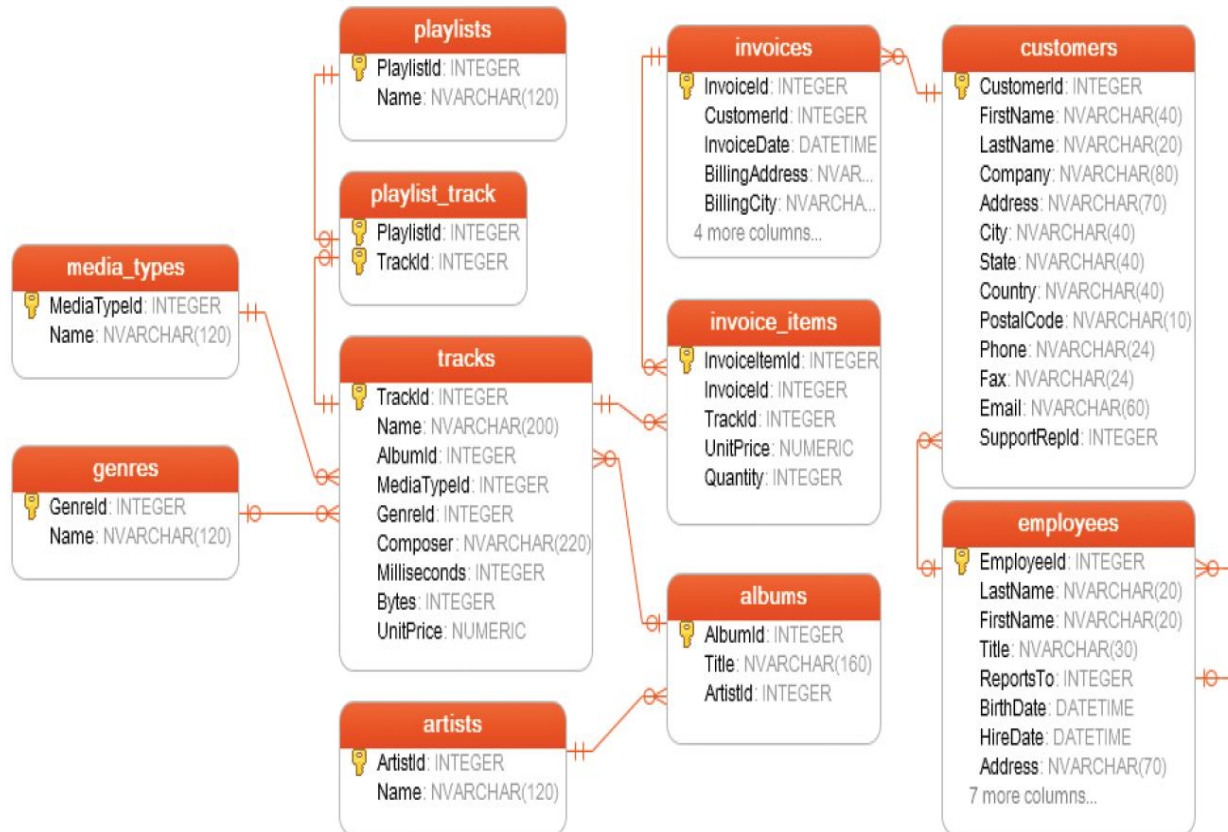 playlists
PlaylistId: INTEGER
Name: NVARCHAR(120)
playlist_track
PlaylistId: INTEGER
TrackId: INTEGER
media_types
MediaTypeId: INTEGER
Name: NVARCHAR(120)
genres
GenreId: INTEGER
Name: NVARCHAR(120)
tracks
TrackId: INTEGER
Name: NVARCHAR(200)
AlbumId: INTEGER
MediaTypeId: INTEGER
GenreId: INTEGER
Composer: NVARCHAR(220)
Milliseconds: INTEGER
Bytes: INTEGER
UnitPrice: NUMERIC
artists
ArtistId: INTEGER
Name: NVARCHAR(120)
invoices
InvoiceId: INTEGER
CustomerId: INTEGER
InvoiceDate: DATETIME
BillingAddress: NVAR...
BillingCity: NVARCHA...
4 more columns...
invoice_items
InvoiceItemId: INTEGER
InvoiceId: INTEGER
TrackId: INTEGER
UnitPrice: NUMERIC
Quantity: INTEGER
albums
AlbumId: INTEGER
Title: NVARCHAR(160)
ArtistId: INTEGER
customers
CustomerId: INTEGER
FirstName: NVARCHAR(40)
LastName: NVARCHAR(20)
Company: NVARCHAR(80)
Address: NVARCHAR(70)
City: NVARCHAR(40)
State: NVARCHAR(40)
Country: NVARCHAR(40)
PostalCode: NVARCHAR(10)
Phone: NVARCHAR(24)
Fax: NVARCHAR(24)
Email: NVARCHAR(60)
SupportRepId: INTEGER
employees
EmployeeId: INTEGER
LastName: NVARCHAR(20)
FirstName: NVARCHAR(20)
Title: NVARCHAR(30)
ReportsTo: INTEGER
BirthDate: DATETIME
HireDate: DATETIME
Address: NVARCHAR(70)
7 more columns...